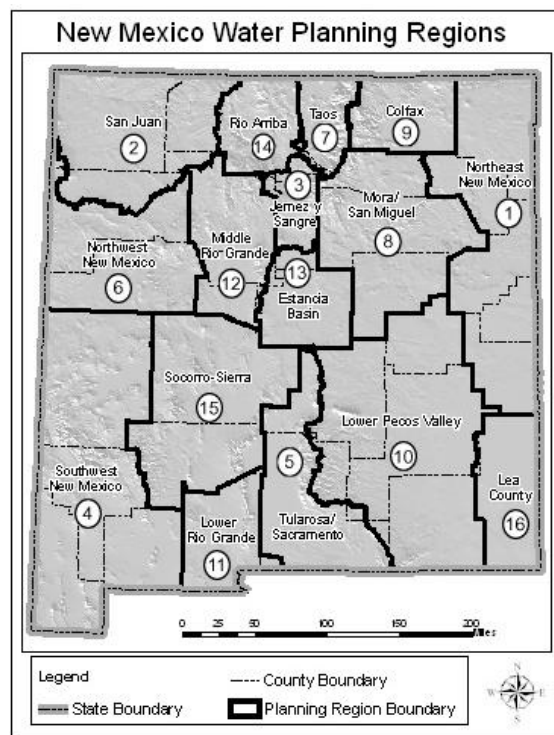 New Mexico Water Planning Regions
San Juan
2
Rio Arriba
14
Taos
7
Colfax
9
Northeast
New Mexico
1
3
Jemez y
Sangre
Mora/
San Miguel
8
Northwest
New Mexico
6
Middle
Rio Grande
12
13
Estancia
Basin
Socorro-Sierra
15
Lower Pecos Valley
10
5
Tularosa/
Sacramento
Southwest
New Mexico
4
Lower
Rio Grande
11
Lea
County
16
0 25 50 100 150 200
Miles
Legend
County Boundary
State Boundary
Planning Region Boundary
N
W E
S